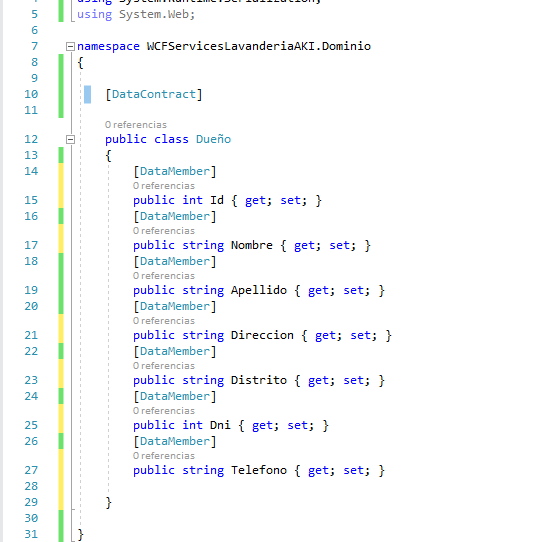 using System.Runtime.Serialization;
5 using System.Web;
6
7 namespace WCFServicesLavanderiaAKI.Dominio
8 {
9
10 [DataContract]
11
0 referencias
12 public class Dueño
13 {
14 [DataMember]
0 referencias
15 public int Id { get; set; }
16 [DataMember]
0 referencias
17 public string Nombre { get; set; }
18 [DataMember]
0 referencias
19 public string Apellido { get; set; }
20 [DataMember]
0 referencias
21 public string Direccion { get; set; }
22 [DataMember]
0 referencias
23 public string Distrito { get; set; }
24 [DataMember]
0 referencias
25 public int Dni { get; set; }
26 [DataMember]
0 referencias
27 public string Telefono { get; set; }
28
29 }
30
31 }